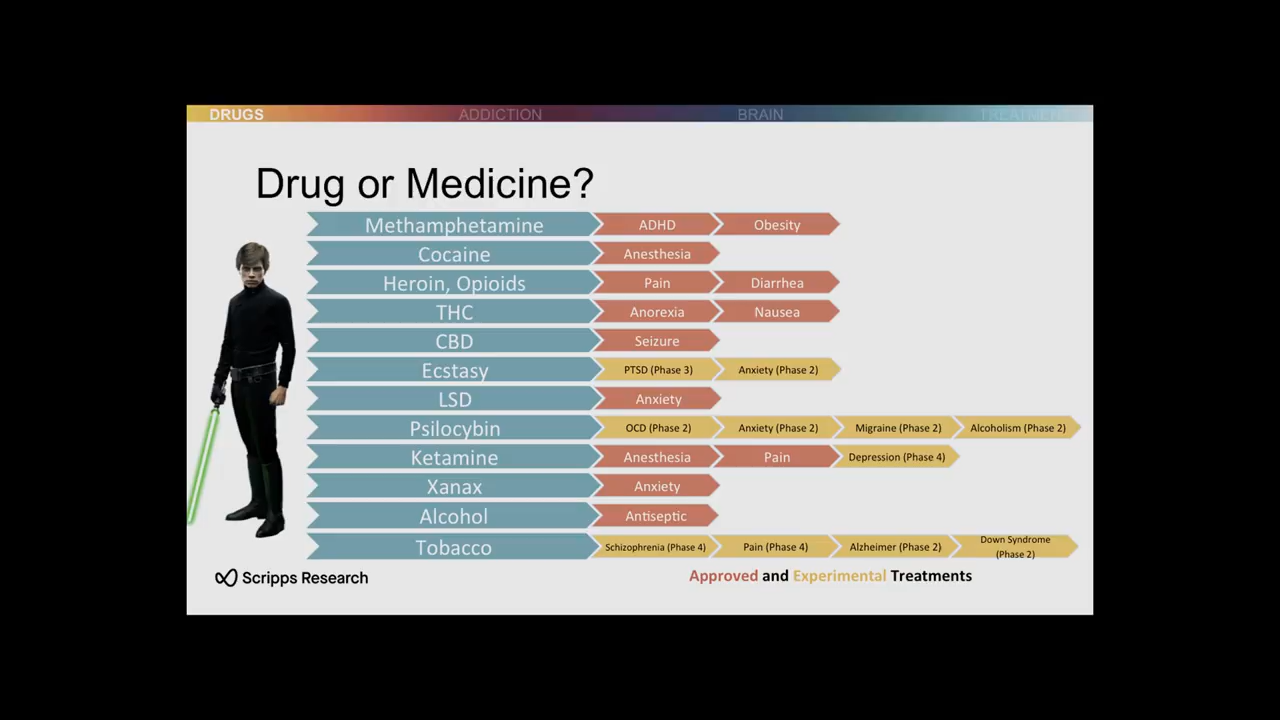 DRUGS ADDICTION BRAIN TREATMENT
Drug or Medicine?
Methamphetamine ADHD Obesity
Cocaine Anesthesia
Heroin, Opioids Pain Diarrhea
THC Anorexia Nausea
CBD Seizure
Ecstasy PTSD (Phase 3) Anxiety (Phase 2)
LSD Anxiety
Psilocybin OCD (Phase 2) Anxiety (Phase 2) Migraine (Phase 2) Alcoholism (Phase 2)
Ketamine Anesthesia Pain Depression (Phase 4)
Xanax Anxiety
Alcohol Antiseptic
Tobacco Schizophrenia (Phase 4) Pain (Phase 4) Alzheimer (Phase 2) Down Syndrome
(Phase 2)
Scripps Research
Approved and Experimental Treatments